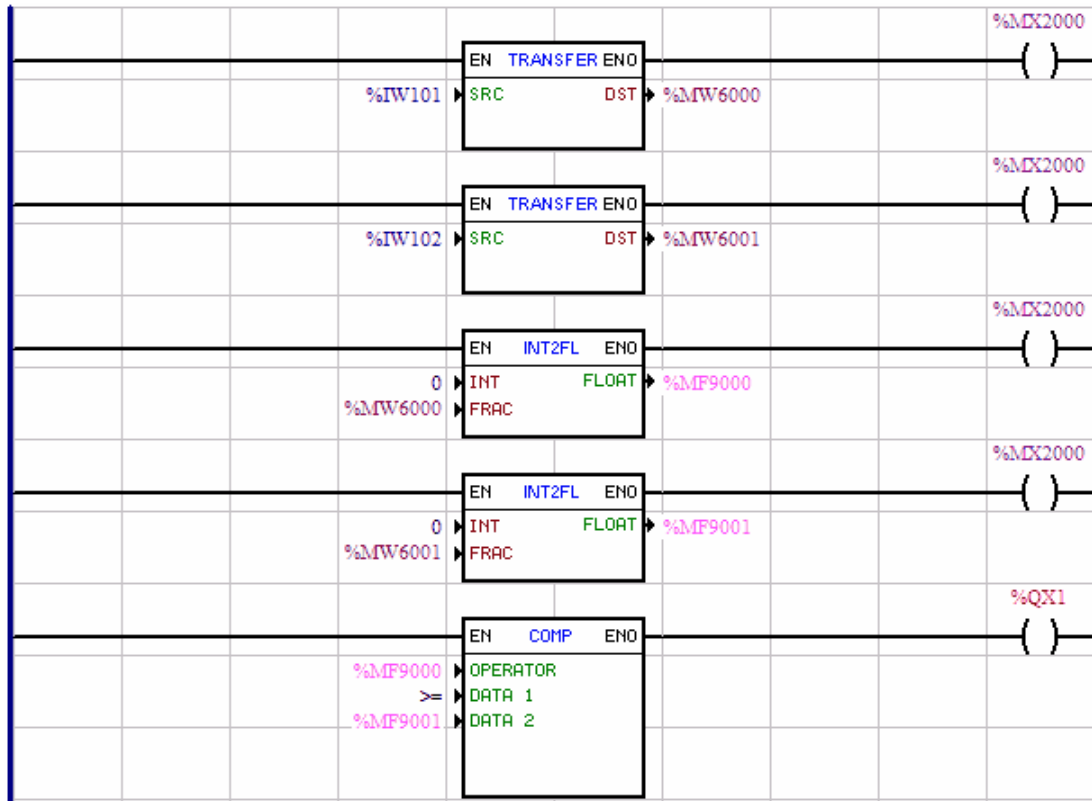 %MX2000
EN TRANSFER ENO
%IW101 SRC DST %MW6000
%MX2000
EN TRANSFER ENO
%IW102 SRC DST %MW6001
%MX2000
EN INT2FL ENO
0 INT FLOAT %MF9000
%MW6000 FRAC
%MX2000
EN INT2FL ENO
0 INT FLOAT %MF9001
%MW6001 FRAC
%QX1
EN COMP ENO
%MF9000 OPERATOR
>= DATA 1
%MF9001 DATA 2